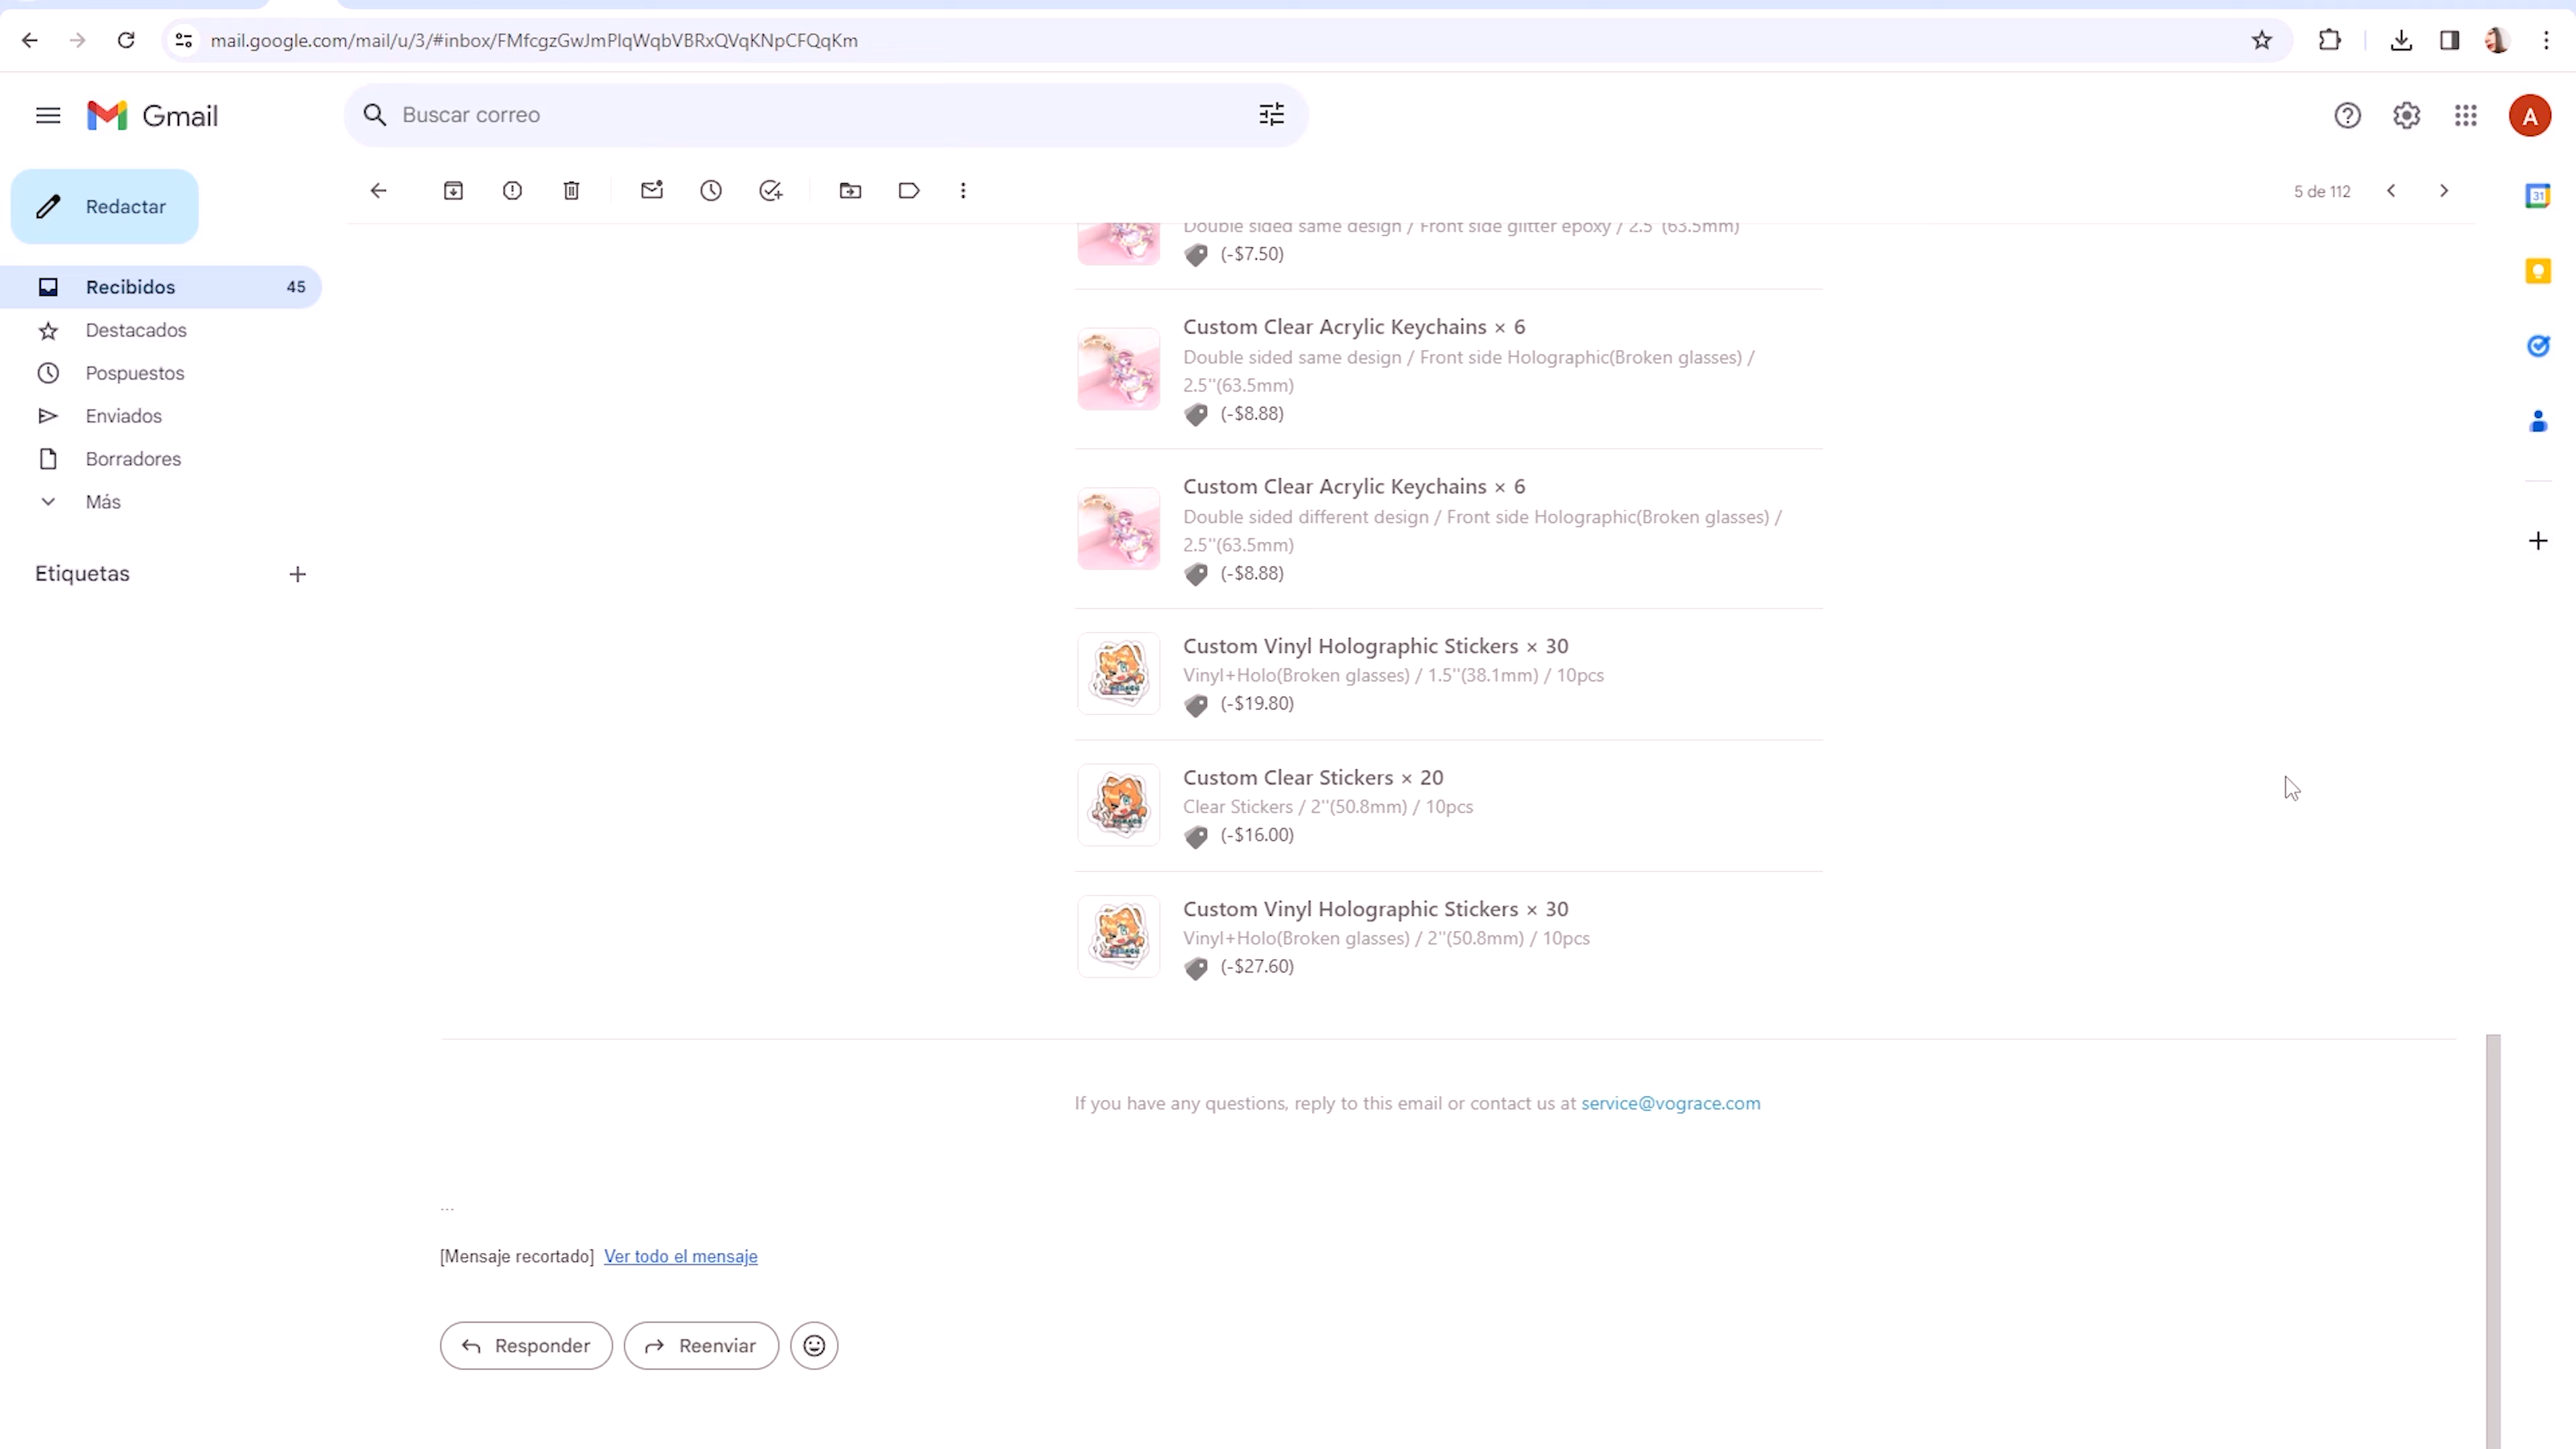 mail.google.com/mail/u/3/#inbox/FMfcgzGwJmPlqWqbVBRxQVqKNpCFQqKm
Gmail
Buscar correo
A
Redactar
5 de 112
31
Recibidos 45
Destacados
Pospuestos
Enviados
Borradores
Más
Etiquetas
Double sided same design / Front side glitter epoxy / 2.5''(63.5mm)
(-$7.50)
Custom Clear Acrylic Keychains × 6
Double sided same design / Front side Holographic(Broken glasses) /
2.5''(63.5mm)
(-$8.88)
Custom Clear Acrylic Keychains × 6
Double sided different design / Front side Holographic(Broken glasses) /
2.5''(63.5mm)
(-$8.88)
Custom Vinyl Holographic Stickers × 30
Vinyl+Holo(Broken glasses) / 1.5''(38.1mm) / 10pcs
(-$19.80)
Custom Clear Stickers × 20
Clear Stickers / 2''(50.8mm) / 10pcs
(-$16.00)
Custom Vinyl Holographic Stickers × 30
Vinyl+Holo(Broken glasses) / 2''(50.8mm) / 10pcs
(-$27.60)
If you have any questions, reply to this email or contact us at service@vograce.com
...
[Mensaje recortado] Ver todo el mensaje
Responder
Reenviar